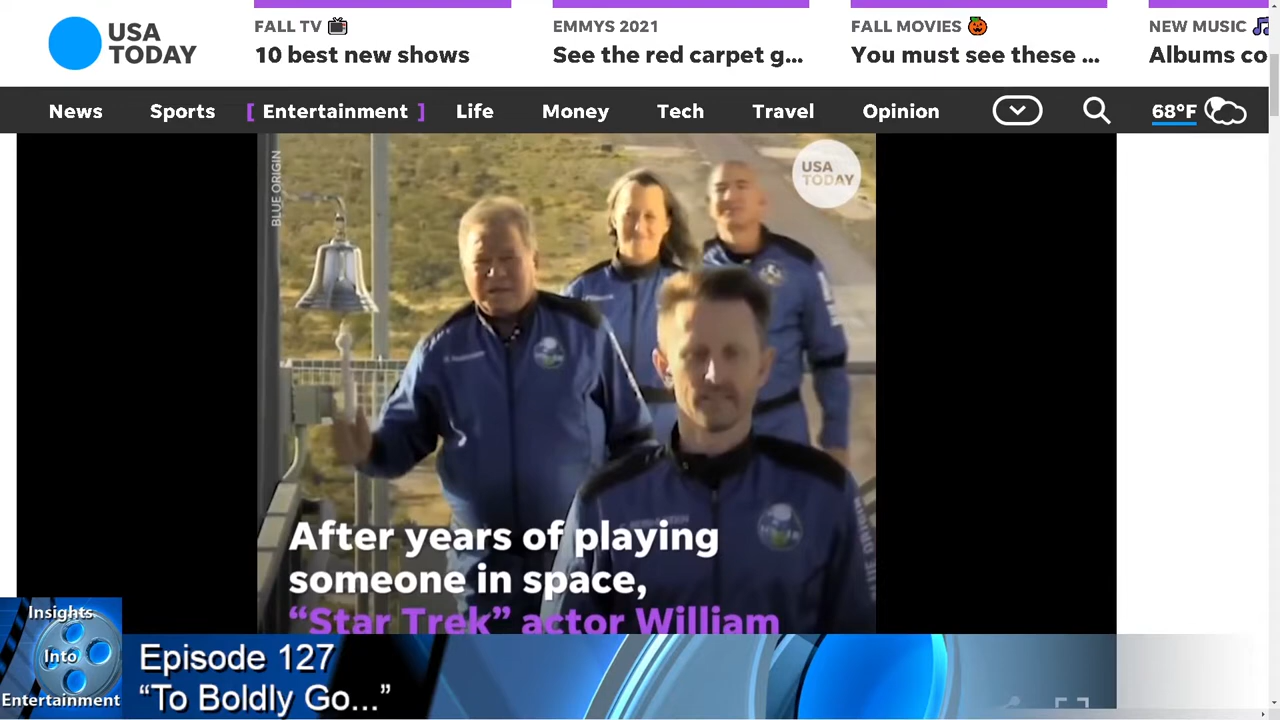 USA
TODAY
FALL TV
10 best new shows
EMMYS 2021
See the red carpet g...
FALL MOVIES
You must see these ...
NEW MUSIC
Albums co
News Sports [ Entertainment ] Life Money Tech Travel Opinion 68°F
BLUE ORIGIN
USA
TODAY
After years of playing
someone in space,
“Star Trek” actor William
Insights
Into
Entertainment
Episode 127
“To Boldly Go...”